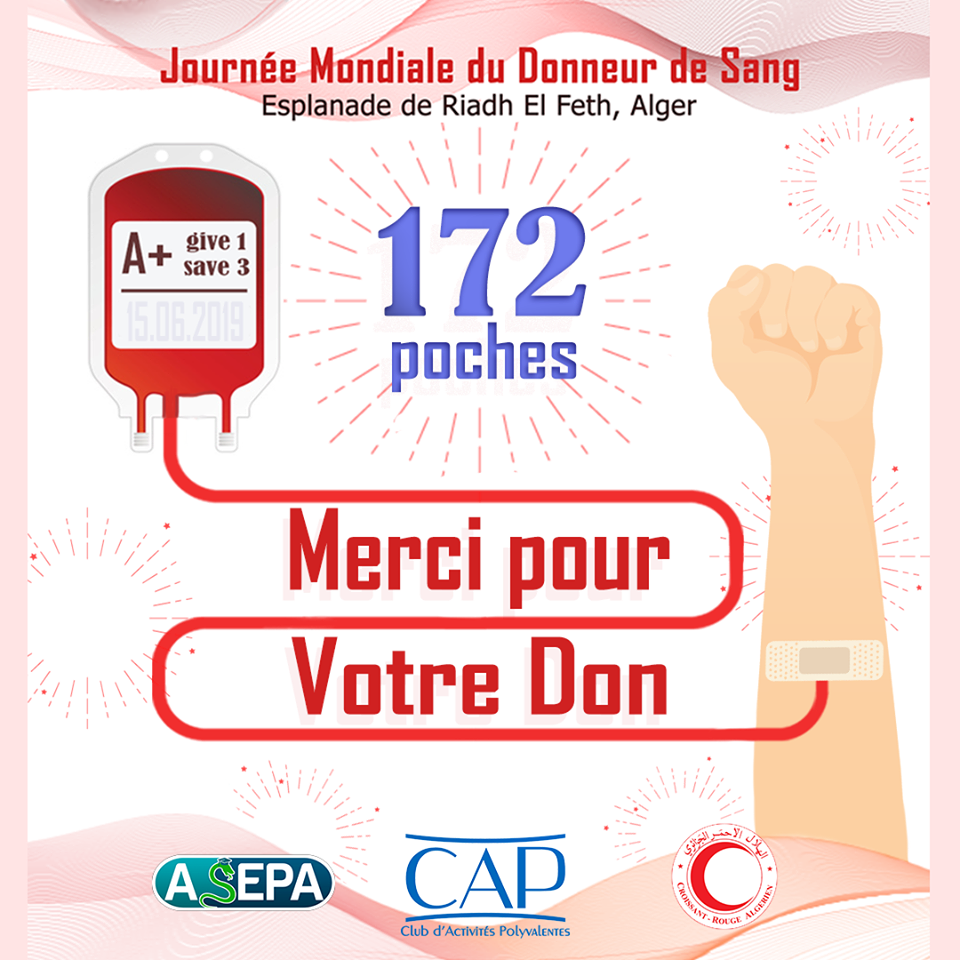 Journée Mondiale du Donneur de Sang
Esplanade de Riadh El Feth, Alger
A+ give 1
save 3
15.06.2019
172
poches
Merci pour
Votre Don
ASEPA
CAP
Club d'Activités Polyvalentes
الهلال الأحمر الجزائري
CROISSANT-ROUGE ALGERIEN